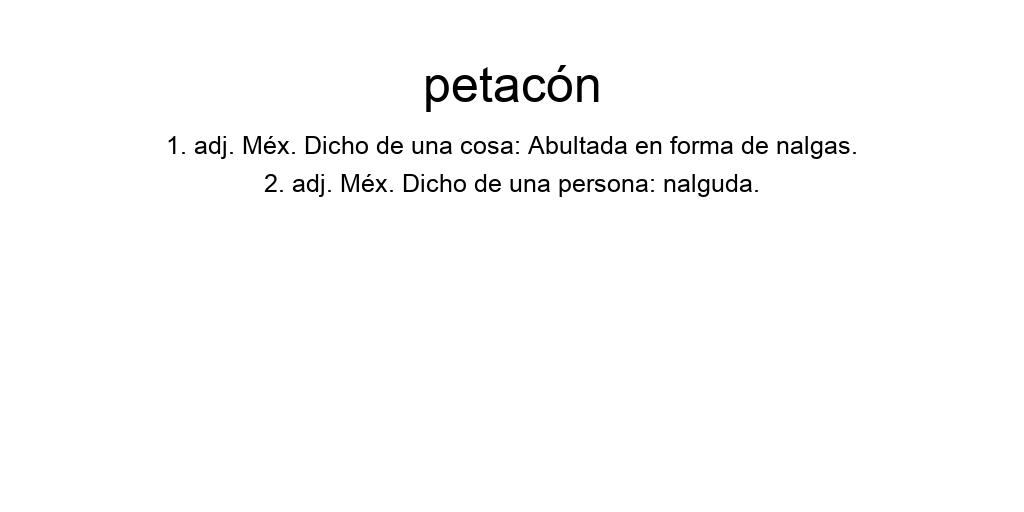 petacón
1. adj. Méx. Dicho de una cosa: Abultada en forma de nalgas.
2. adj. Méx. Dicho de una persona: nalguda.